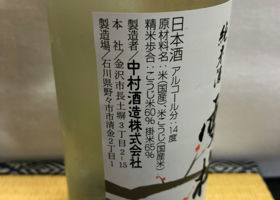 純米酒
日本酒 アルコール分:14度
原材料名:米(国産)、米こうじ(国産米)
精米歩合:こうじ米60% 掛米65%
製造者・中村酒造株式会社
本 社/金沢市長土塀3丁目2-15
製造場/石川県野々市市清金2丁目1